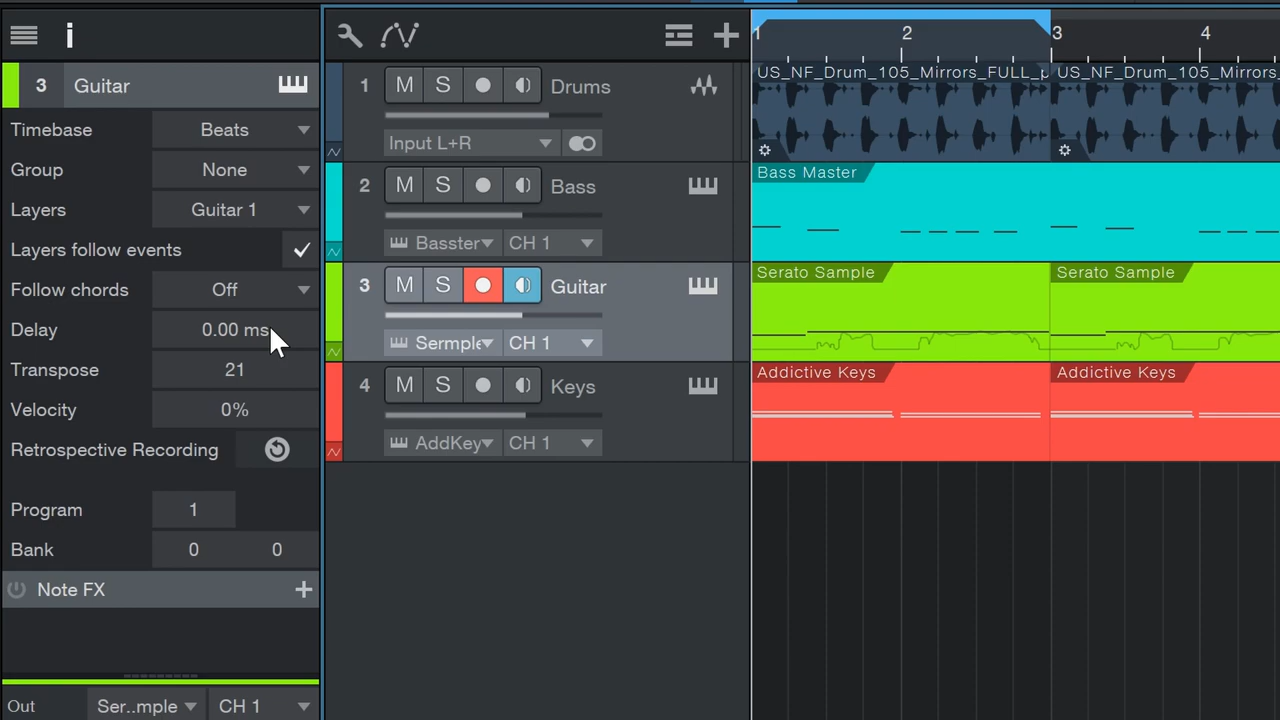 i
3 Guitar
Timebase Beats
Group None
Layers Guitar 1
Layers follow events
Follow chords Off
Delay 0.00 ms
Transpose 21
Velocity 0%
Retrospective Recording
Program 1
Bank 0 0
Note FX +
Out Ser..mple CH 1
1 M S Drums
Input L+R
2 M S Bass
Basster CH 1
3 M S Guitar
Sermple CH 1
4 M S Keys
AddKey CH 1
1 2 3 4
US_NF_Drum_105_Mirrors_FULL_p US_NF_Drum_105_Mirrors_
Bass Master
Serato Sample Serato Sample
Addictive Keys Addictive Keys